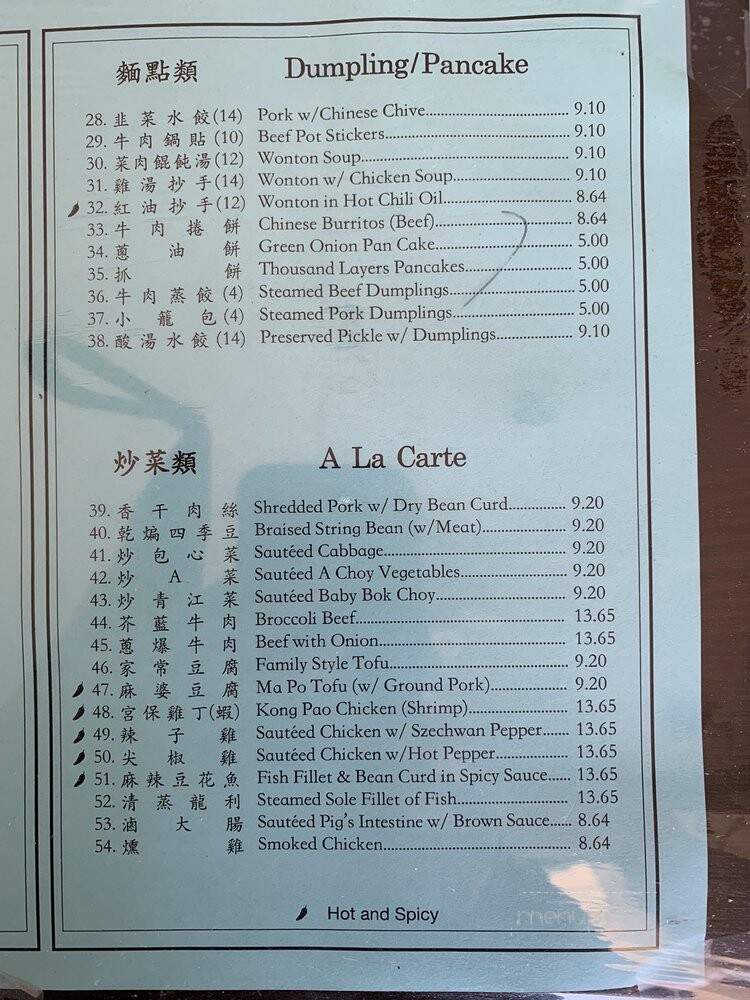 麵點類 Dumpling/Pancake
28. 韭菜水餃(14) Pork w/Chinese Chive 9.10
29. 牛肉鍋貼(10) Beef Pot Stickers 9.10
30. 菜肉餛飩湯(12) Wonton Soup 9.10
31. 雞湯抄手(14) Wonton w/ Chicken Soup 9.10
32. 紅油抄手(12) Wonton in Hot Chili Oil 8.64
33. 牛肉捲餅 Chinese Burritos (Beef) 8.64
34. 蔥油餅 Green Onion Pan Cake 5.00
35. 抓餅 Thousand Layers Pancakes 5.00
36. 牛肉蒸餃(4) Steamed Beef Dumplings 5.00
37. 小籠包(4) Steamed Pork Dumplings 5.00
38. 酸湯水餃(14) Preserved Pickle w/ Dumplings 9.10
炒菜類 A La Carte
39. 香干肉絲 Shredded Pork w/ Dry Bean Curd 9.20
40. 乾煸四季豆 Braised String Bean (w/Meat) 9.20
41. 炒包心菜 Sautéed Cabbage 9.20
42. 炒A菜 Sautéed A Choy Vegetables 9.20
43. 炒青江菜 Sautéed Baby Bok Choy 9.20
44. 芥藍牛肉 Broccoli Beef 13.65
45. 蔥爆牛肉 Beef with Onion 13.65
46. 家常豆腐 Family Style Tofu 9.20
47. 麻婆豆腐 Ma Po Tofu (w/ Ground Pork) 9.20
48. 宮保雞丁(蝦) Kong Pao Chicken (Shrimp) 13.65
49. 辣子雞 Sautéed Chicken w/ Szechwan Pepper 13.65
50. 尖椒雞 Sautéed Chicken w/Hot Pepper 13.65
51. 麻辣豆花魚 Fish Fillet & Bean Curd in Spicy Sauce 13.65
52. 清蒸龍利 Steamed Sole Fillet of Fish 13.65
53. 滷大腸 Sautéed Pig's Intestine w/ Brown Sauce 8.64
54. 燻雞 Smoked Chicken 8.64
Hot and Spicy